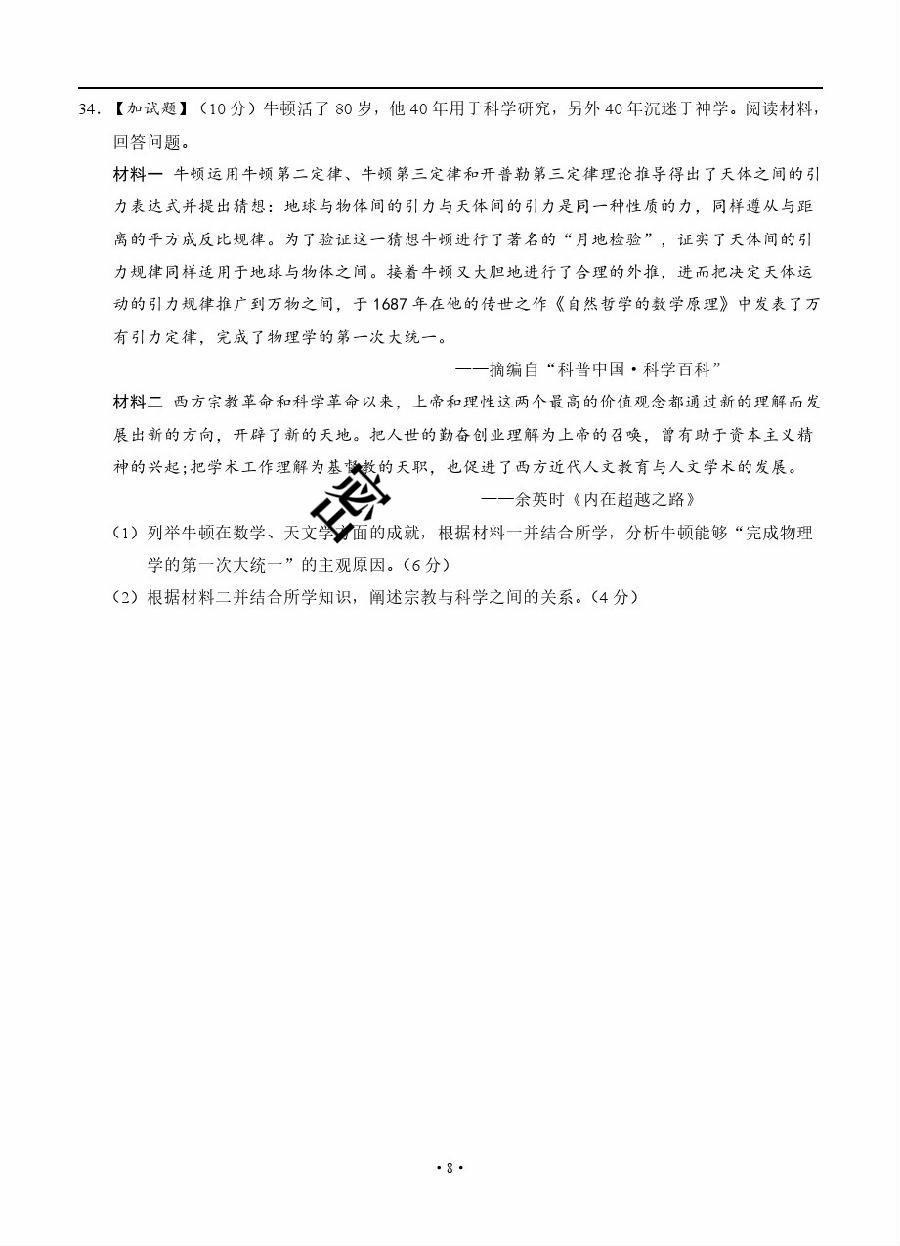 34.【加试题】（10分）牛顿活了 80 岁，他 40 年用于科学研究，另外 40 年沉迷于神学。阅读材料，
回答问题。
材料一 牛顿运用牛顿第二定律、牛顿第三定律和开普勒第三定律理论推导得出了天体之间的引
力表达式并提出猜想：地球与物体间的引力与天体间的引力是同一种性质的力，同样遵从与距
离的平方成反比规律。为了验证这一猜想牛顿进行了著名的“月地检验”，证实了天体间的引
力规律同样适用于地球与物体之间。接着牛顿又大胆地进行了合理的外推，进而把决定天体运
动的引力规律推广到万物之间，于 1687 年在他的传世之作《自然哲学的数学原理》中发表了万
有引力定律，完成了物理学的第一次大统一。
——摘编自“科普中国·科学百科”
材料二 西方宗教革命和科学革命以来，上帝和理性这两个最高的价值观念都通过新的理解而发
展出新的方向，开辟了新的天地。把人世的勤奋创业理解为上帝的召唤，曾有助于资本主义精
神的兴起;把学术工作理解为基督教的天职，也促进了西方近代人文教育与人文学术的发展。
——余英时《内在超越之路》
密
（1）列举牛顿在数学、天文学方面的成就，根据材料一并结合所学，分析牛顿能够“完成物理
学的第一次大统一”的主观原因。（6 分）
（2）根据材料二并结合所学知识，阐述宗教与科学之间的关系。（4 分）
·8·